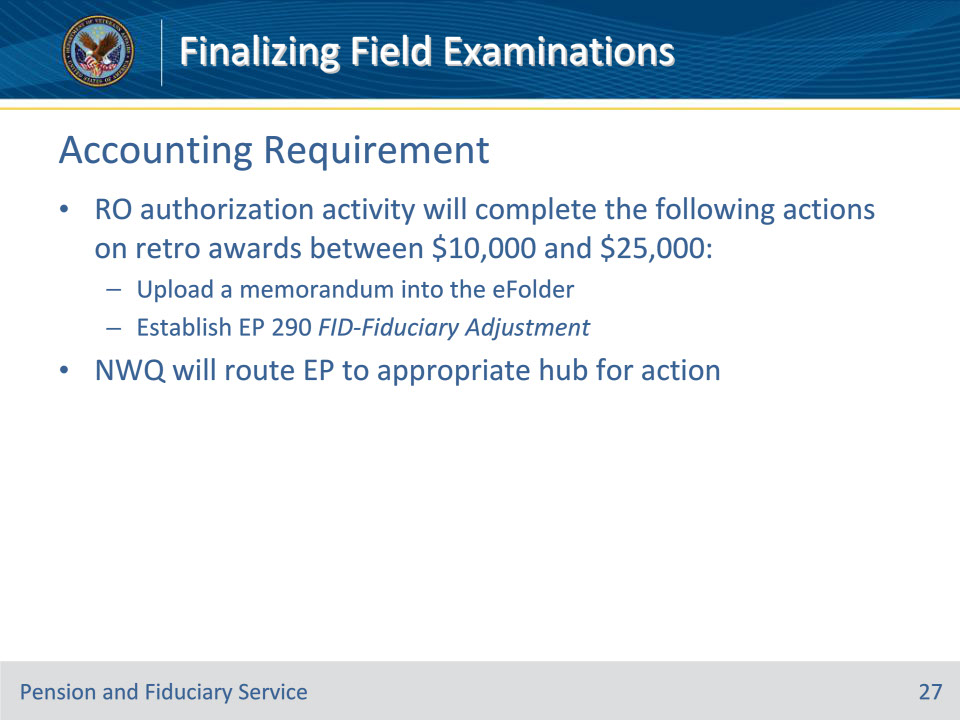 Finalizing Field Examinations
Accounting Requirement
• RO authorization activity will complete the following actions
on retro awards between $10,000 and $25,000:
– Upload a memorandum into the eFolder
– Establish EP 290 FID-Fiduciary Adjustment
• NWQ will route EP to appropriate hub for action
Pension and Fiduciary Service
27